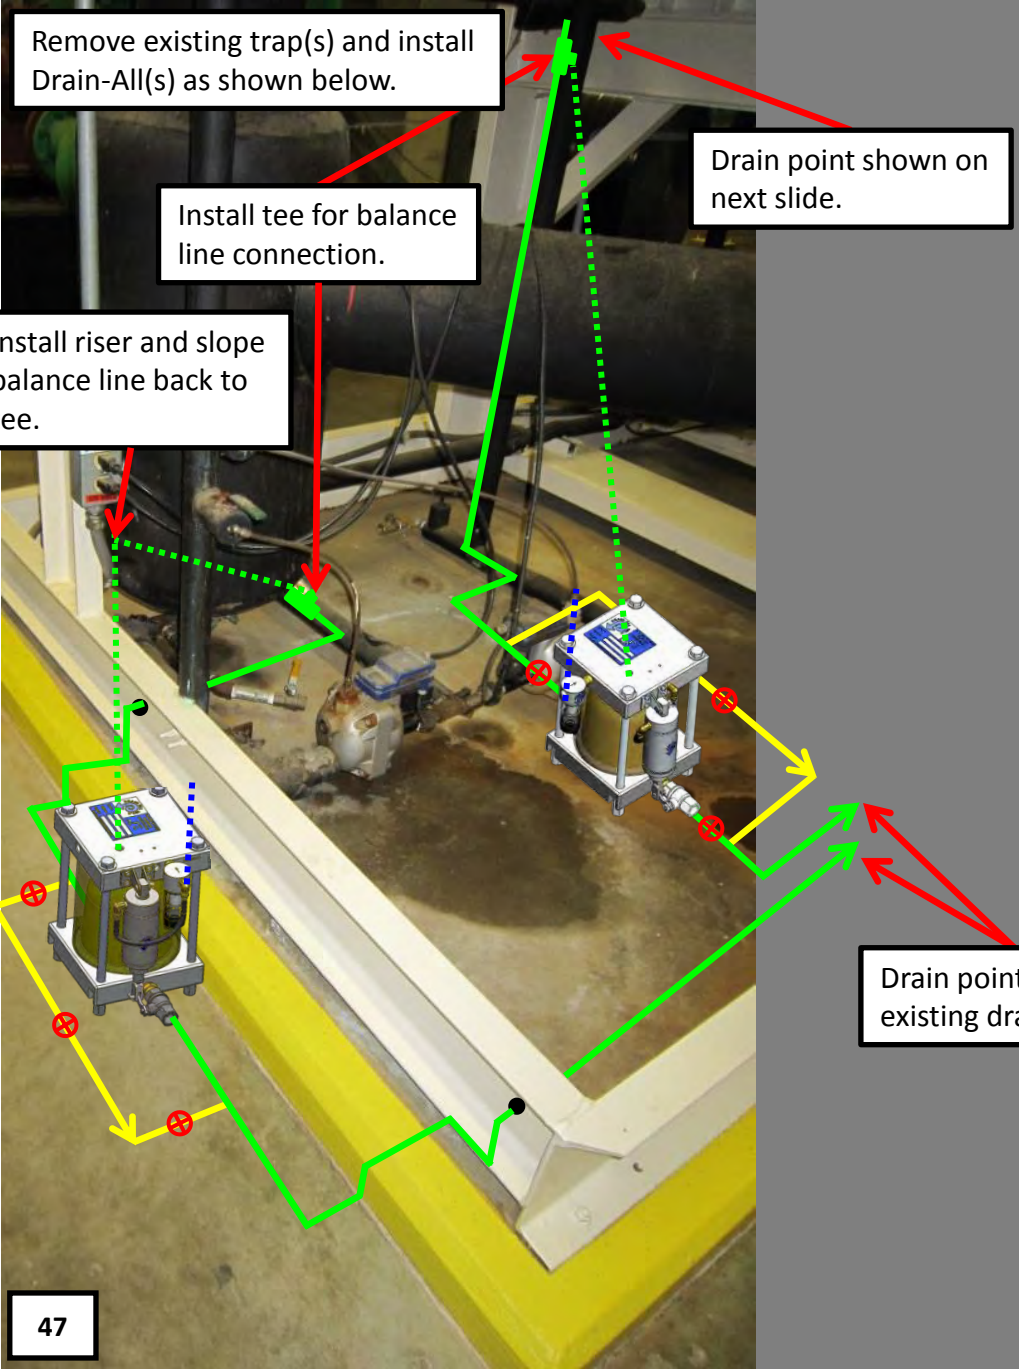 Remove existing trap(s) and install
Drain-All(s) as shown below.
Drain point shown on
next slide.
Install tee for balance
line connection.
nstall riser and slope
balance line back to
ee.
Drain point
existing dra
47